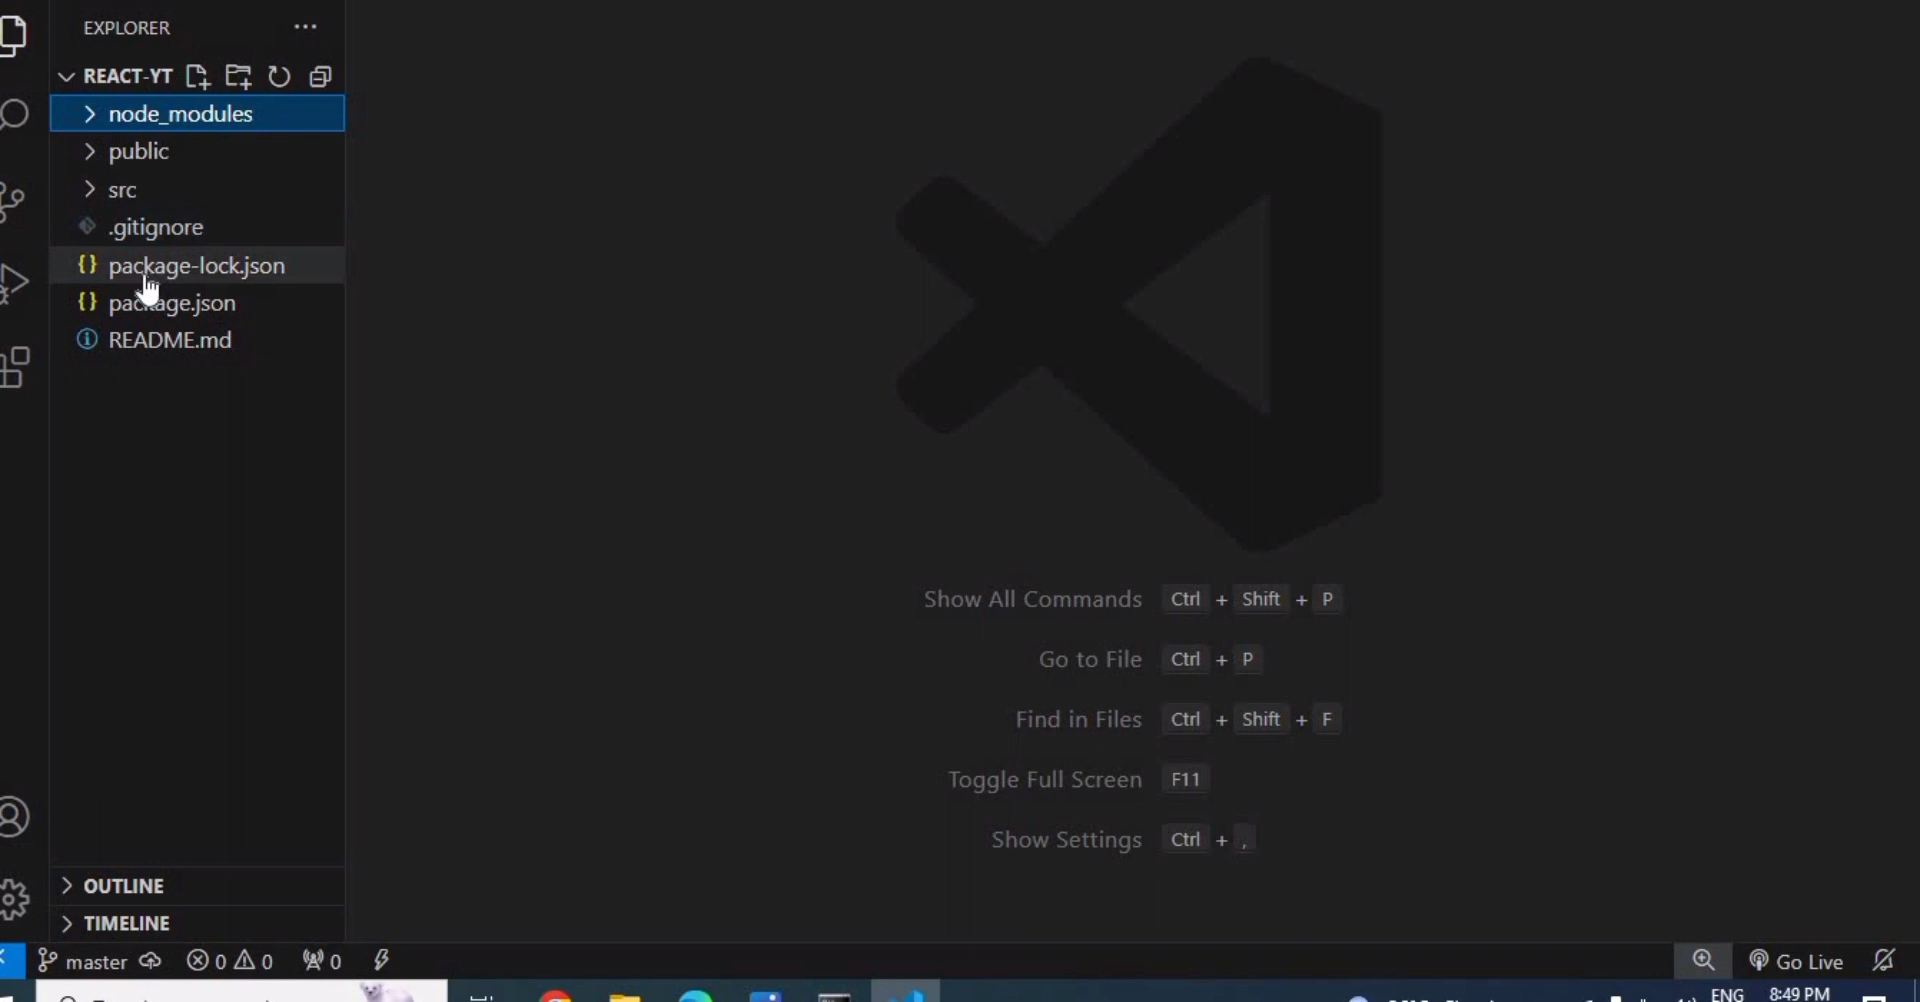 EXPLORER
REACT-YT
node_modules
public
src
.gitignore
package-lock.json
package.json
README.md
Show All Commands Ctrl + Shift + P
Go to File Ctrl + P
Find in Files Ctrl + Shift + F
Toggle Full Screen F11
Show Settings Ctrl + ,
OUTLINE
TIMELINE
master 0 0 0 Go Live
ENG 8:49 PM